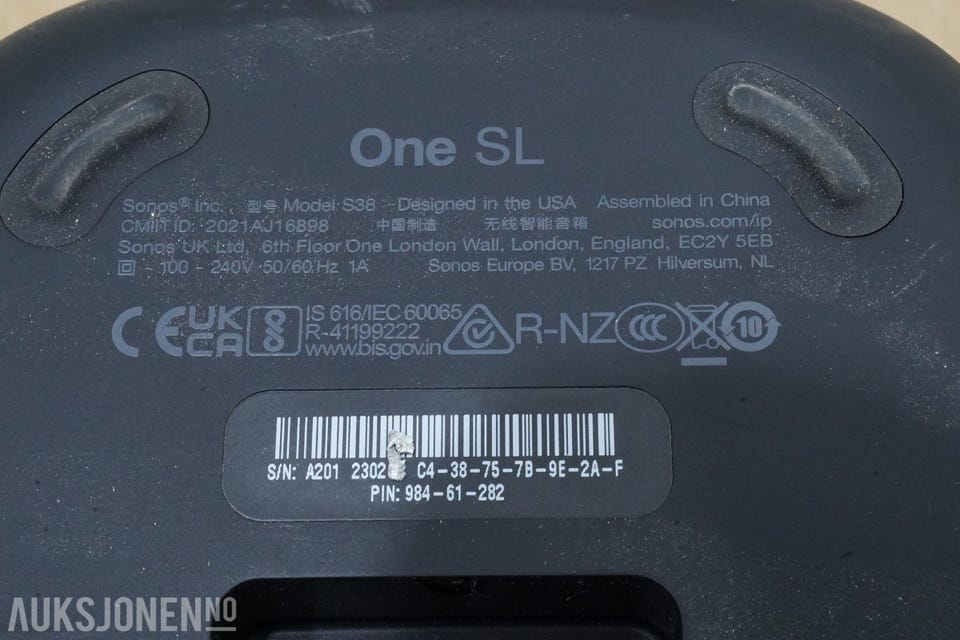 One SL
Sonos® Inc. 型号 Model S38 - Designed in the USA Assembled in China
CMIIT ID: 2021AJ16898 中国制造 无线智能音箱 sonos.com/ip
Sonos UK Ltd, 6th Floor One London Wall, London, England, EC2Y 5EB
~ 100 - 240V 50/60 Hz 1A Sonos Europe BV, 1217 PZ Hilversum, NL
CE UKCA IS 616/IEC 60065
R-41199222
www.bis.gov.in
R-NZ CCC 10
S/N: A201 2302 C4-38-75-7B-9E-2A-F
PIN: 984-61-282
AUKSJONEN.NO